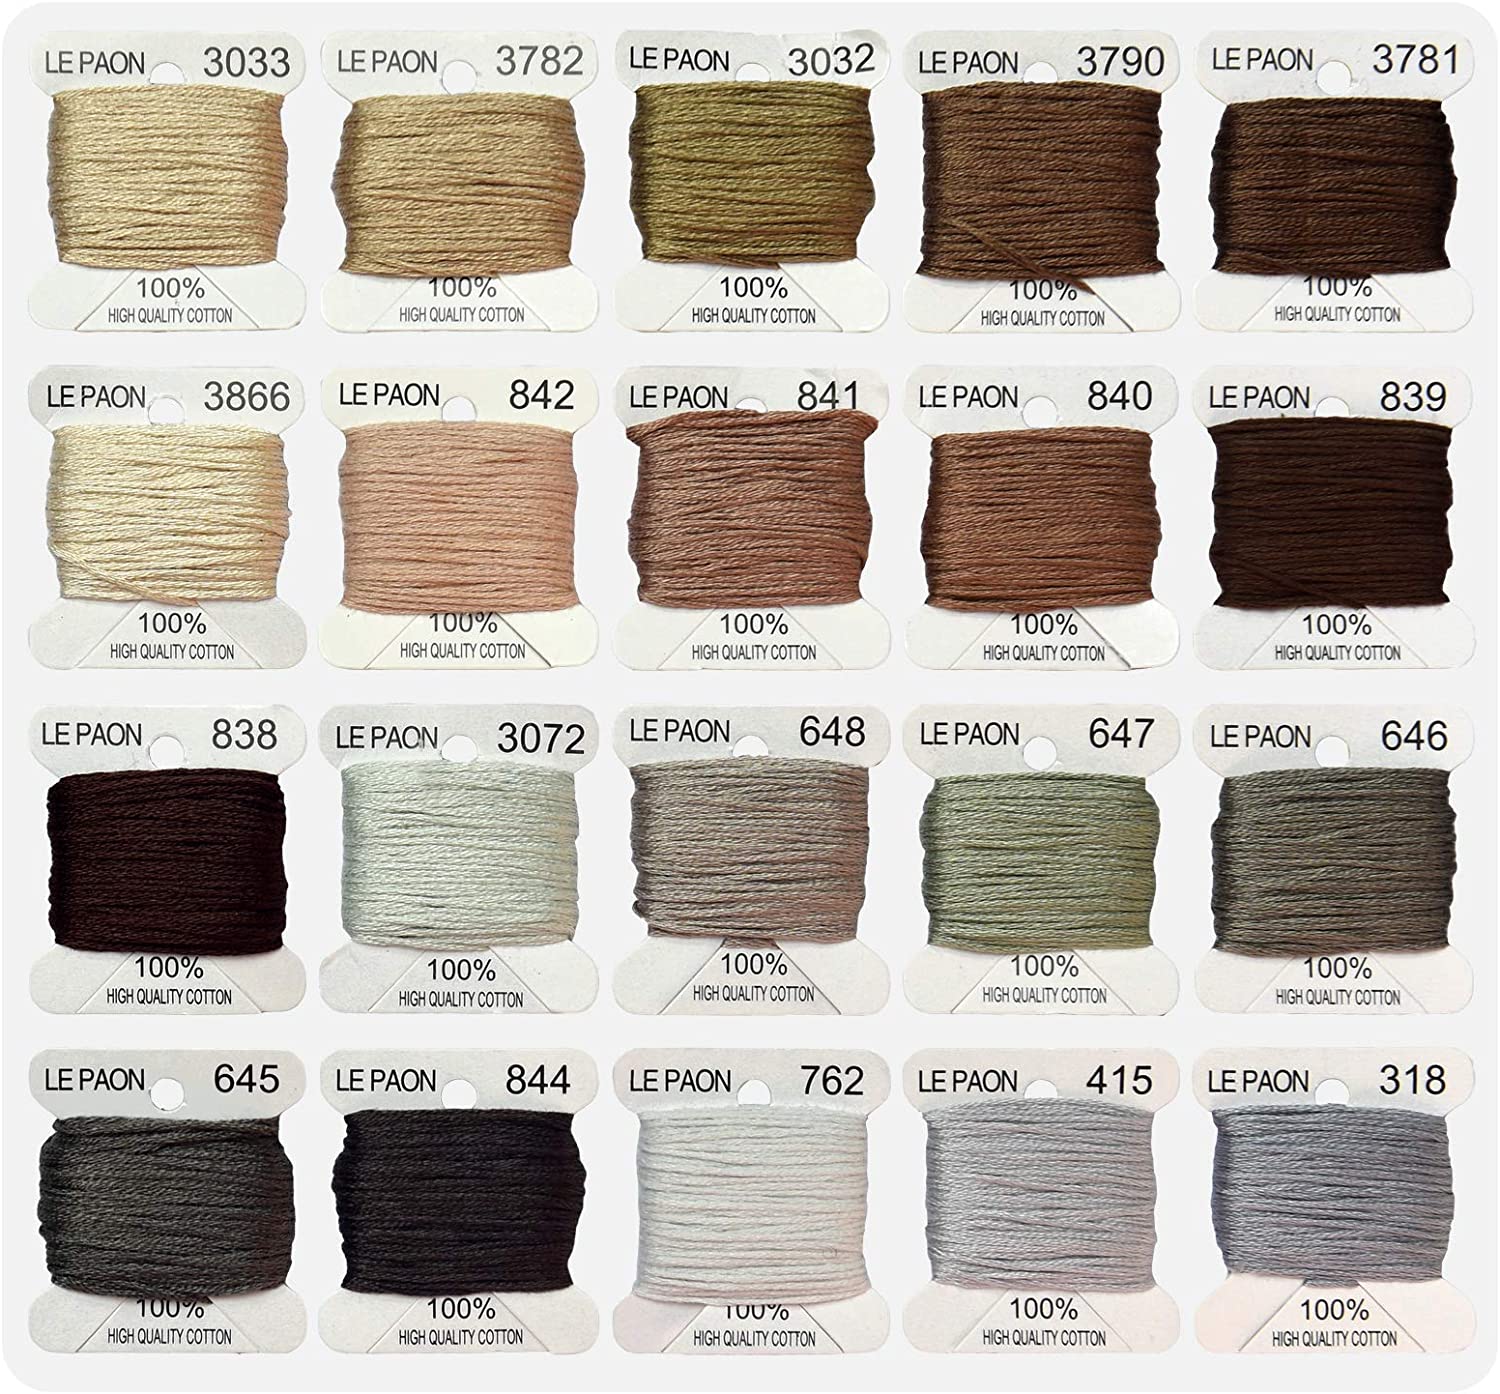 LE PAON 3033
100%
HIGH QUALITY COTTON
LE PAON 3782
100%
HIGH QUALITY COTTON
LE PAON 3032
100%
HIGH QUALITY COTTON
LE PAON 3790
100%
HIGH QUALITY COTTON
LE PAON 3781
100%
HIGH QUALITY COTTON
LE PAON 3866
100%
HIGH QUALITY COTTON
LE PAON 842
100%
HIGH QUALITY COTTON
LE PAON 841
100%
HIGH QUALITY COTTON
LE PAON 840
100%
HIGH QUALITY COTTON
LE PAON 839
100%
HIGH QUALITY COTTON
LE PAON 838
100%
HIGH QUALITY COTTON
LE PAON 3072
100%
HIGH QUALITY COTTON
LE PAON 648
100%
HIGH QUALITY COTTON
LE PAON 647
100%
HIGH QUALITY COTTON
LE PAON 646
100%
HIGH QUALITY COTTON
LE PAON 645
100%
HIGH QUALITY COTTON
LE PAON 844
100%
HIGH QUALITY COTTON
LE PAON 762
100%
HIGH QUALITY COTTON
LE PAON 415
100%
HIGH QUALITY COTTON
LE PAON 318
100%
HIGH QUALITY COTTON